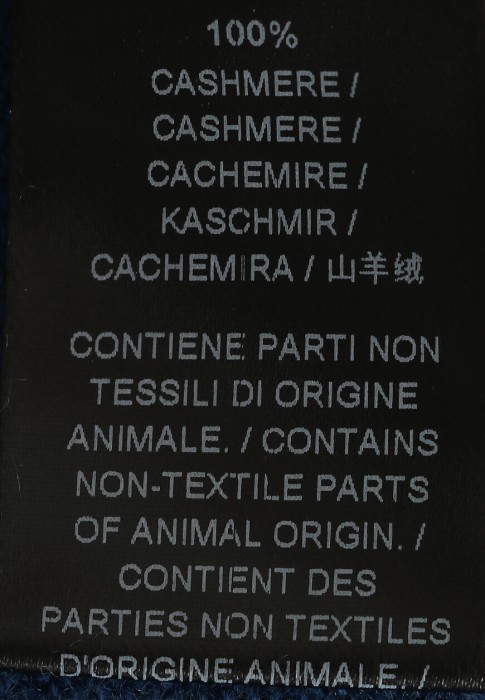 100%
CASHMERE /
CASHMERE /
CACHEMIRE /
KASCHMIR /
CACHEMIRA / 山羊绒
CONTIENE PARTI NON
TESSILI DI ORIGINE
ANIMALE. / CONTAINS
NON-TEXTILE PARTS
OF ANIMAL ORIGIN. /
CONTIENT DES
PARTIES NON TEXTILES
D'ORIGINE ANIMALE. /